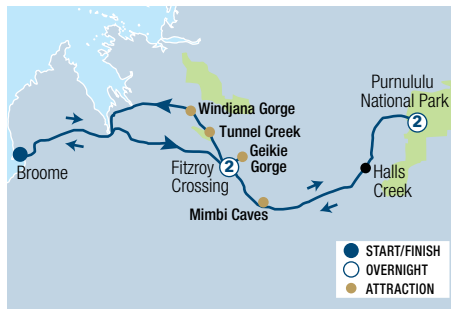 Purnululu
National Park
2
Windjana Gorge
Tunnel Creek
Geikie
Gorge
2
Fitzroy
Crossing
Broome
Halls
Creek
Mimbi Caves
START/FINISH
OVERNIGHT
ATTRACTION